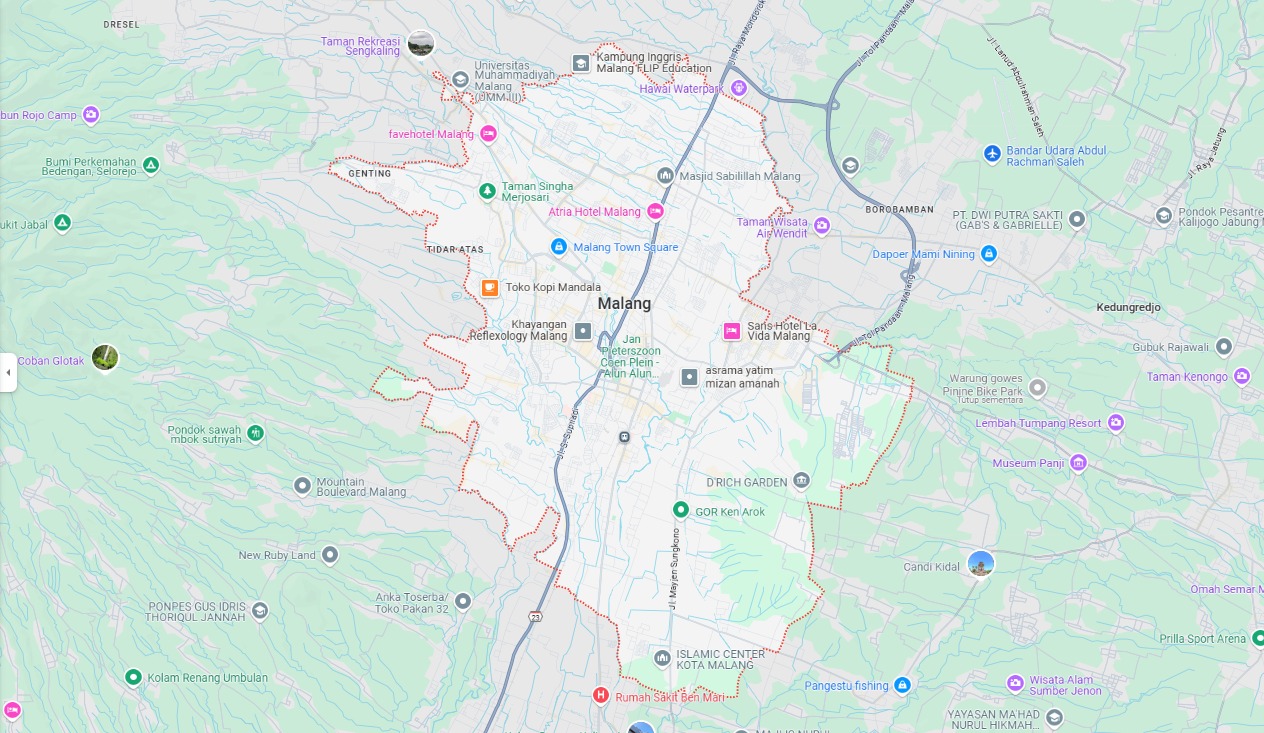 DRESEL
Taman Rekreasi
Sengkaling
Universitas
Muhammadiyah
Malang
(UMM III)
Kampung Inggris
Malang FLIP Education
Jl. Raya Mondorok
Jl. Tol Pandaan - Mala
Jl. Lanud Abdulrahman Saleh
Hawai Waterpark
bun Rojo Camp
favehotel Malang
Bumi Perkemahan
Bedengan, Selorejo
GENTING
Taman Singha
Merjosari
Masjid Sabilillah Malang
Bandar Udara Abdul
Rachman Saleh
Jl. Raya Jabung
ukit Jabal
Atria Hotel Malang
Taman Wisata
Air Wendit
BOROBAMBAN
PT. DWI PUTRA SAKTI
(GAB'S & GABRIELLE)
Pondok Pesantre
Kalijogo Jabung M
TIDAR ATAS
Malang Town Square
Dapoer Mami Nining
Toko Kopi Mandala
Malang
Jl. Tol Pandaan - Malang
Kedungredjo
Khayangan
Reflexology Malang
Jan
Pieterszoon
Coen Plein -
Alun Alun...
Saris Hotel La
Vida Malang
Gubuk Rajawali
Coban Glotak
asrama yatim
mizan amanah
Warung gowes
Pinine Bike Park
Tutup sementara
Taman Kenongo
Pondok sawah
mbok sutriyah
Jl. S. Supriadi
Lembah Tumpang Resort
Museum Panji
Mountain
Boulevard Malang
D'RICH GARDEN
GOR Ken Arok
New Ruby Land
Jl. Mayjen Sungkono
Candi Kidal
Anka Toserba/
Toko Pakan 32
Omah Semar M
PONPES GUS IDRIS
THORIQUL JANNAH
23
Prilla Sport Arena
ISLAMIC CENTER
KOTA MALANG
Kolam Renang Umbulan
Rumah Sakit Ben Mari
Pangestu fishing
Wisata Alam
Sumber Jenon
YAYASAN MA'HAD
NURUL HIKMAH...